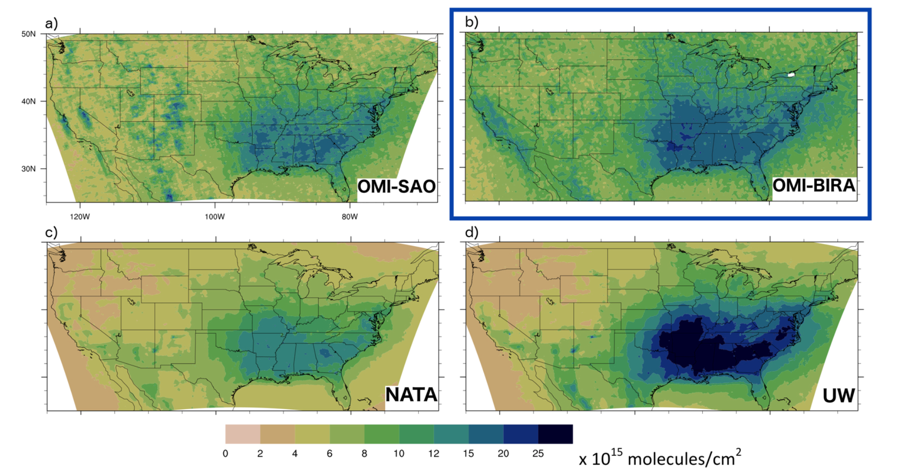 a)
50N
40N
30N
120W
100W
80W
OMI-SAO
b)
OMI-BIRA
c)
NATA
d)
UW
0 2 4 6 8 10 12 15 20 25
x 10¹⁵ molecules/cm²